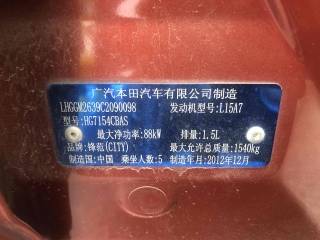 广汽本田汽车有限公司制造
LHGGM2639C2090098 发动机型号:L15A7
型号:HG7154CBAS
最大净功率:88kW 排量:1.5L
品牌:锋范(CITY) 最大允许总质量:1540kg
制造国:中国 乘坐人数:5 制造年月:2012年12月